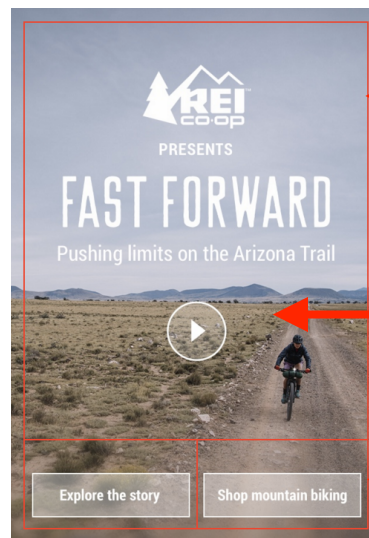 REI
co·op
PRESENTS
FAST FORWARD
Pushing limits on the Arizona Trail
Explore the story
Shop mountain biking